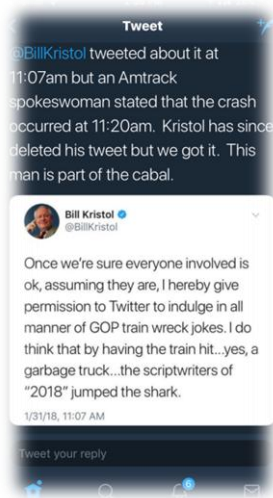 Tweet
@BillKristol tweeted about it at
11:07am but an Amtrack
spokeswoman stated that the crash
occurred at 11:20am. Kristol has since
deleted his tweet but we got it. This
man is part of the cabal.
Bill Kristol
@BillKristol
Once we're sure everyone involved is
ok, assuming they are, I hereby give
permission to Twitter to indulge in all
manner of GOP train wreck jokes. I do
think that by having the train hit...yes, a
garbage truck...the scriptwriters of
"2018" jumped the shark.
1/31/18, 11:07 AM
Tweet your reply
6